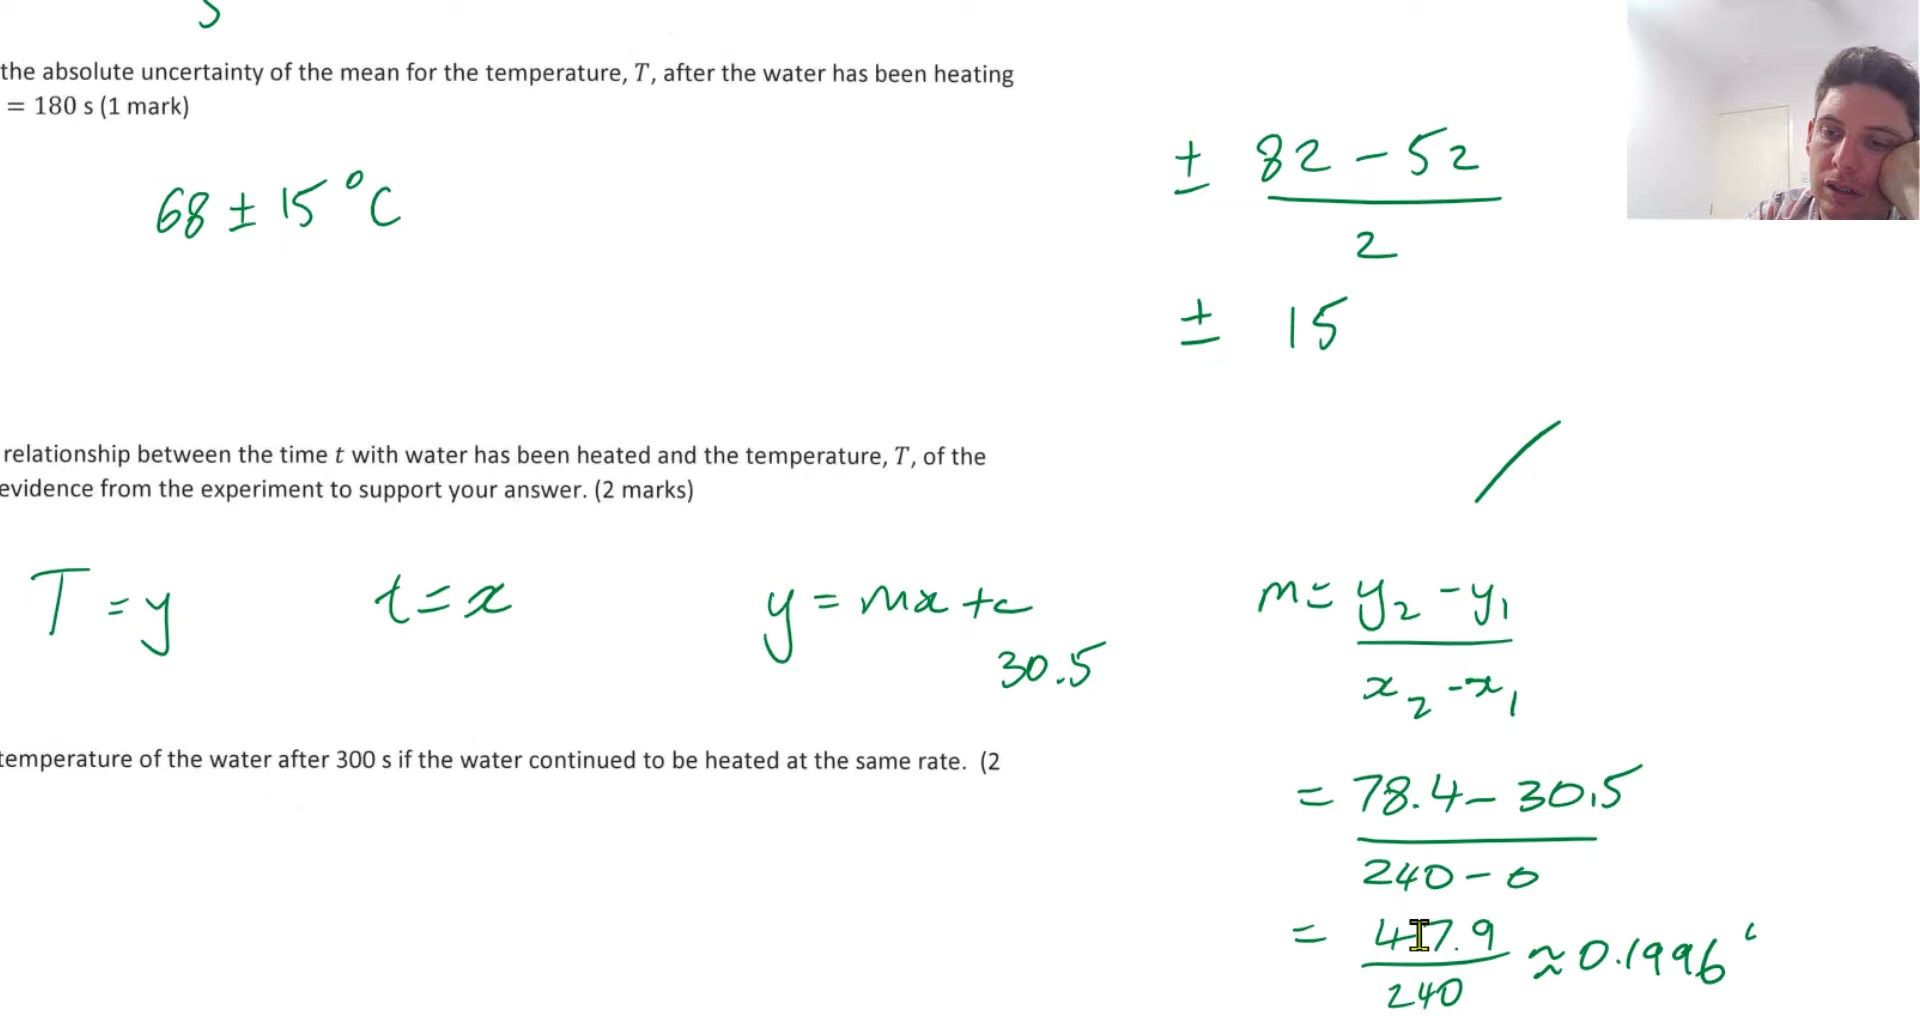 the absolute uncertainty of the mean for the temperature, T, after the water has been heating
= 180 s (1 mark)
68 ± 15 °C
± 82 - 52
2
± 15
relationship between the time t with water has been heated and the temperature, T, of the
evidence from the experiment to support your answer. (2 marks)
T = y t = x y = mx + c
30.5
m = y₂ - y₁
x₂ - x₁
temperature of the water after 300 s if the water continued to be heated at the same rate. (2
= 78.4 - 30.5
240 - 0
= 47.9 ≈ 0.1996
240